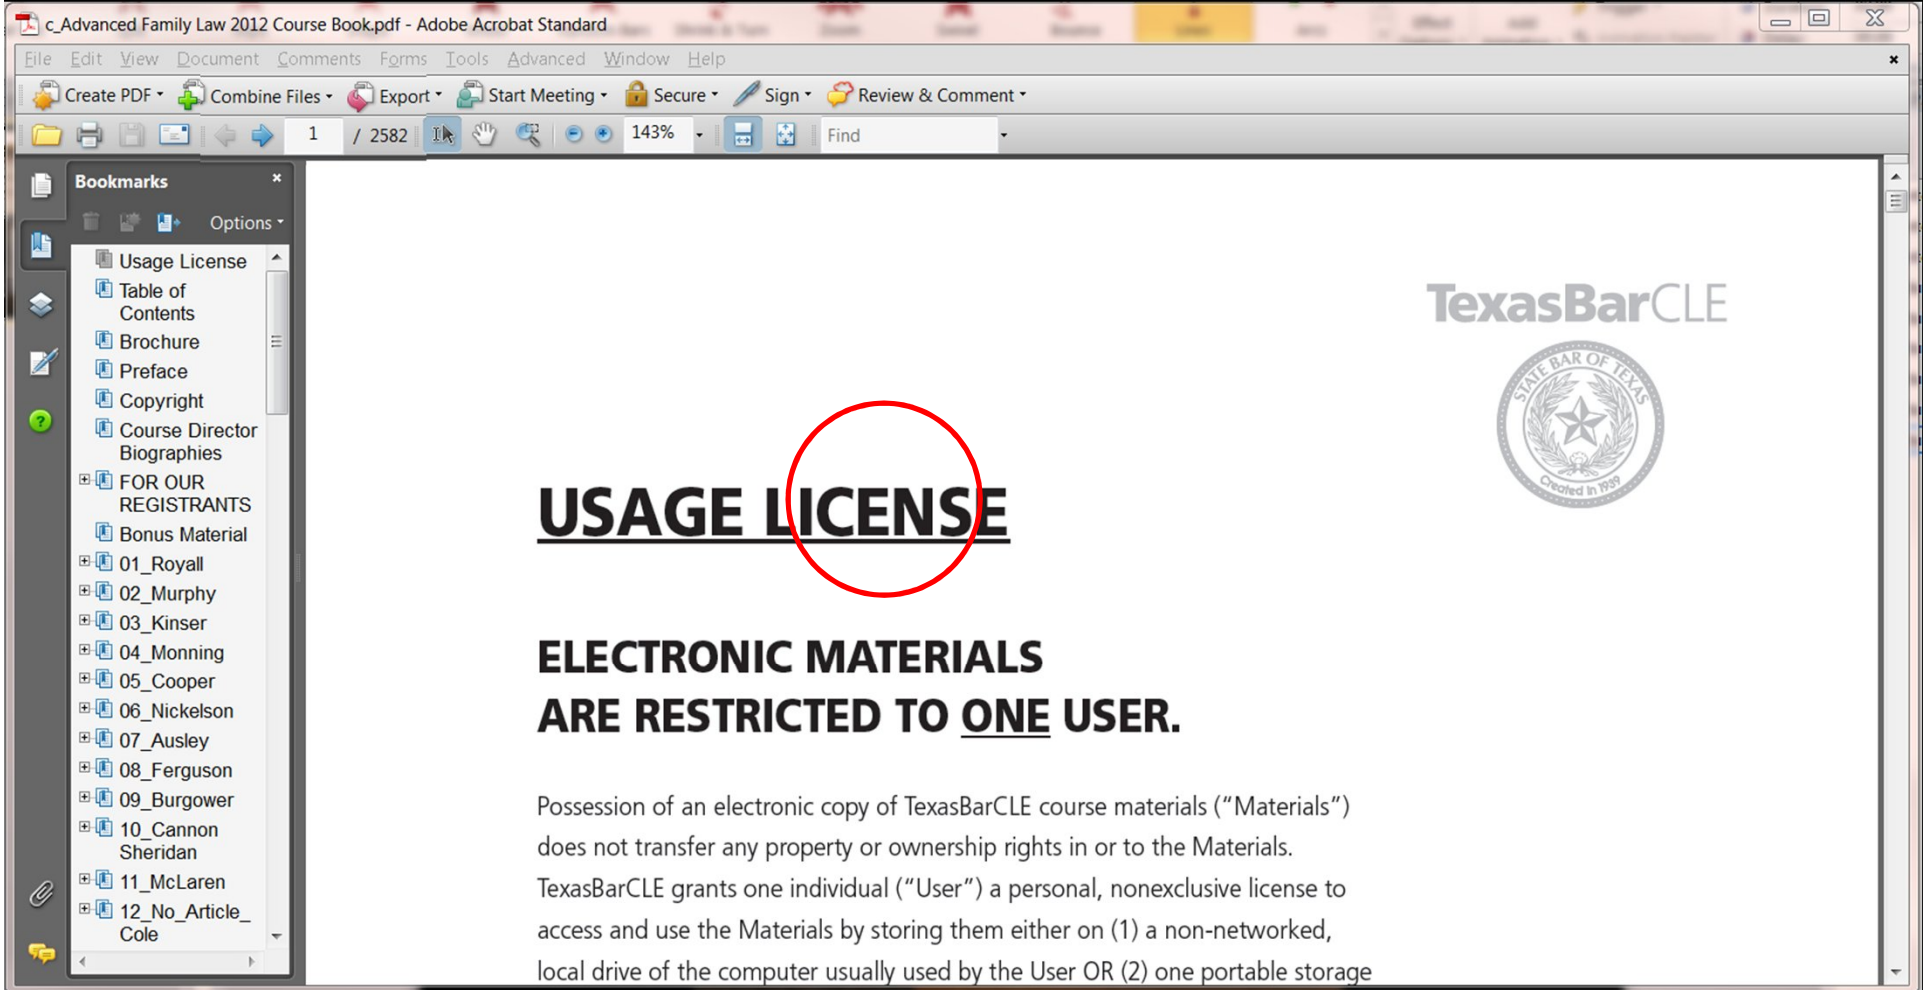 c_Advanced Family Law 2012 Course Book.pdf - Adobe Acrobat Standard
File Edit View Document Comments Forms Tools Advanced Window Help
Create PDF Combine Files Export Start Meeting Secure Sign Review & Comment
1 / 2582 143% Find
Bookmarks
Options
Usage License
Table of
Contents
Brochure
Preface
Copyright
Course Director
Biographies
FOR OUR
REGISTRANTS
Bonus Material
01_Royall
02_Murphy
03_Kinser
04_Monning
05_Cooper
06_Nickelson
07_Ausley
08_Ferguson
09_Burgower
10_Cannon
Sheridan
11_McLaren
12_No_Article_
Cole
TexasBarCLE
STATE BAR OF TEXAS
Created in 1939
USAGE LICENSE
ELECTRONIC MATERIALS
ARE RESTRICTED TO ONE USER.
Possession of an electronic copy of TexasBarCLE course materials (“Materials”)
does not transfer any property or ownership rights in or to the Materials.
TexasBarCLE grants one individual (“User”) a personal, nonexclusive license to
access and use the Materials by storing them either on (1) a non-networked,
local drive of the computer usually used by the User OR (2) one portable storage